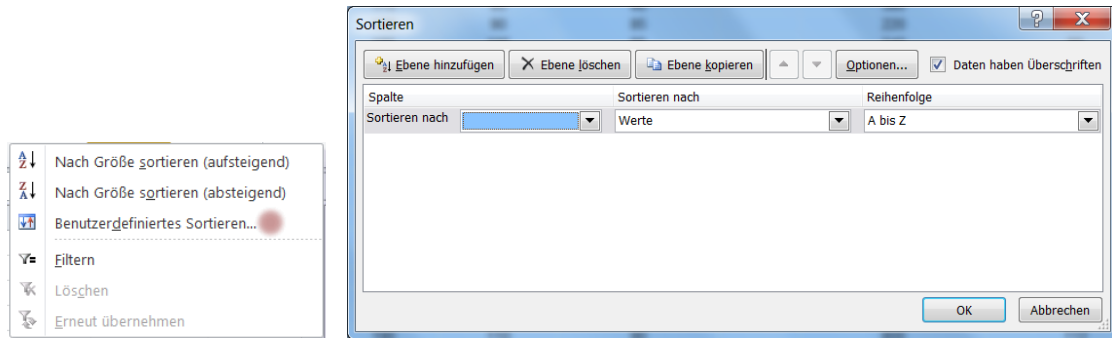 Nach Größe sortieren (aufsteigend)
Nach Größe sortieren (absteigend)
Benutzerdefiniertes Sortieren...
Filtern
Löschen
Erneut übernehmen
Sortieren
Ebene hinzufügen Ebene löschen Ebene kopieren Optionen... Daten haben Überschriften
Spalte Sortieren nach Reihenfolge
Sortieren nach Werte A bis Z
OK Abbrechen